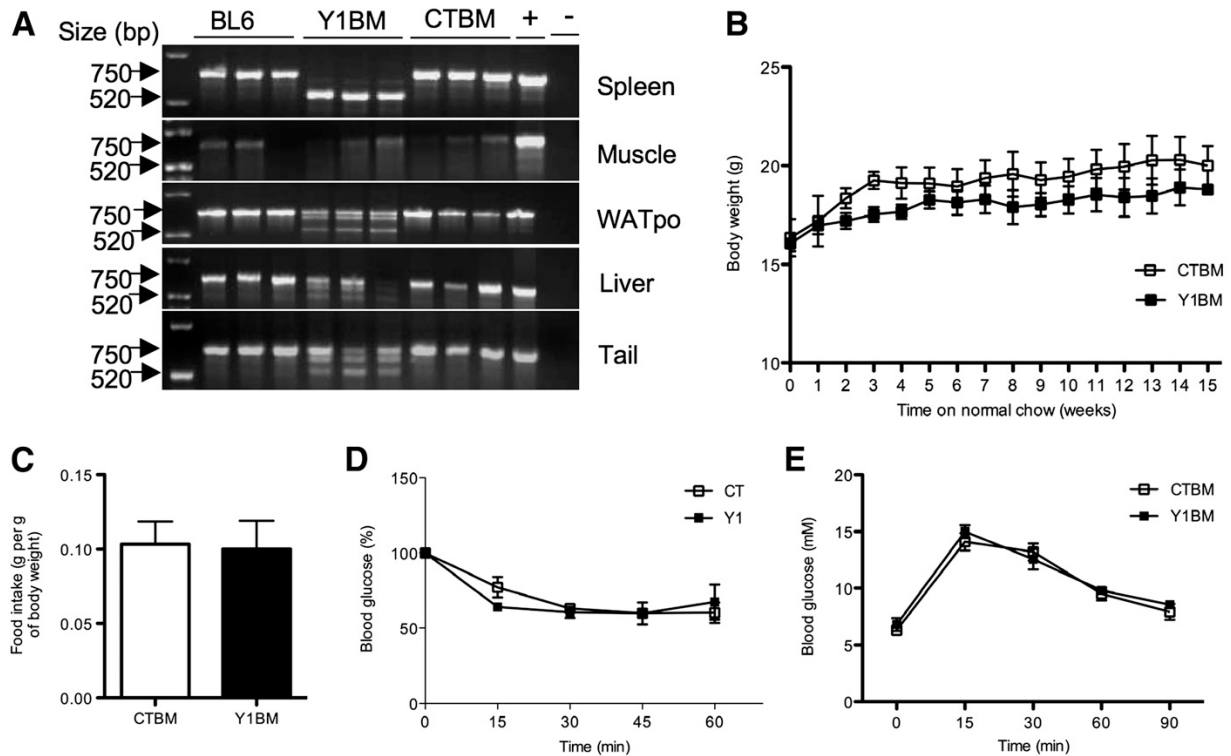 A
Size (bp)
BL6 Y1BM CTBM + -
750
520
Spleen
750
520
Muscle
750
520
WATpo
750
520
Liver
750
520
Tail
B
Body weight (g)
25
20
15
10
CTBM
Y1BM
0 1 2 3 4 5 6 7 8 9 10 11 12 13 14 15
Time on normal chow (weeks)
C
Food intake (g per g
of body weight)
0.15
0.10
0.05
0.00
CTBM Y1BM
D
Blood glucose (%)
150
100
50
0
CT
Y1
0 15 30 45 60
Time (min)
E
Blood glucose (mM)
20
15
10
5
0
CTBM
Y1BM
0 15 30 60 90
Time (min)